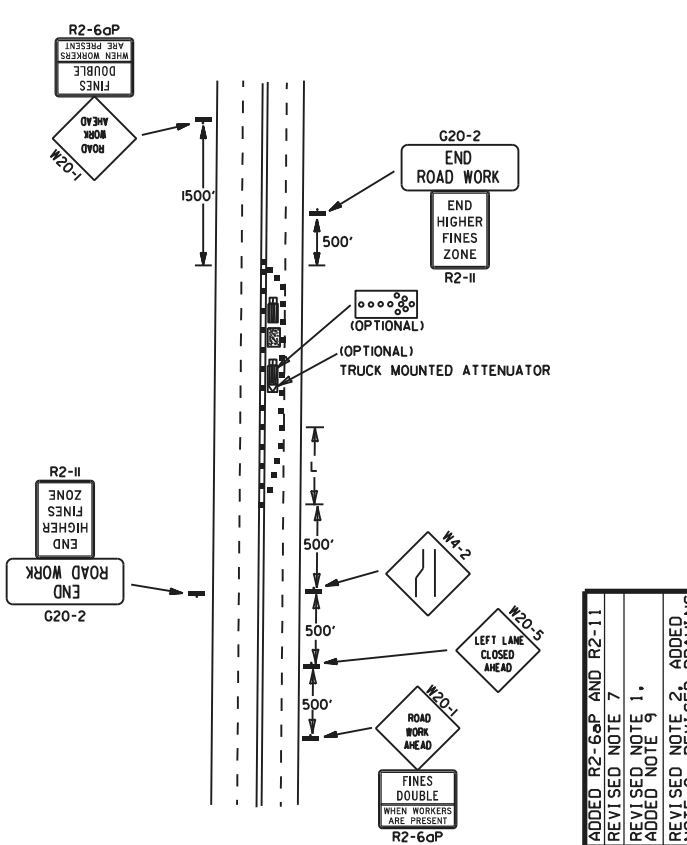 R2-6aP
WHEN WORKERS
ARE PRESENT
FINES
DOUBLE
ROAD
WORK
AHEAD
W20-1
1500'
G20-2
END
ROAD WORK
END
HIGHER
FINES
ZONE
R2-11
500'
(OPTIONAL)
(OPTIONAL)
TRUCK MOUNTED ATTENUATOR
L
R2-11
END
HIGHER
FINES
ZONE
END
ROAD WORK
G20-2
500'
W4-2
500'
W20-5
LEFT LANE
CLOSED
AHEAD
500'
W20-1
ROAD
WORK
AHEAD
FINES
DOUBLE
WHEN WORKERS
ARE PRESENT
R2-6aP
ADDED R2-6aP AND R2-11
REVISED NOTE 7
REVISED NOTE 1,
ADDED NOTE 9
REVISED NOTE 2, ADDED